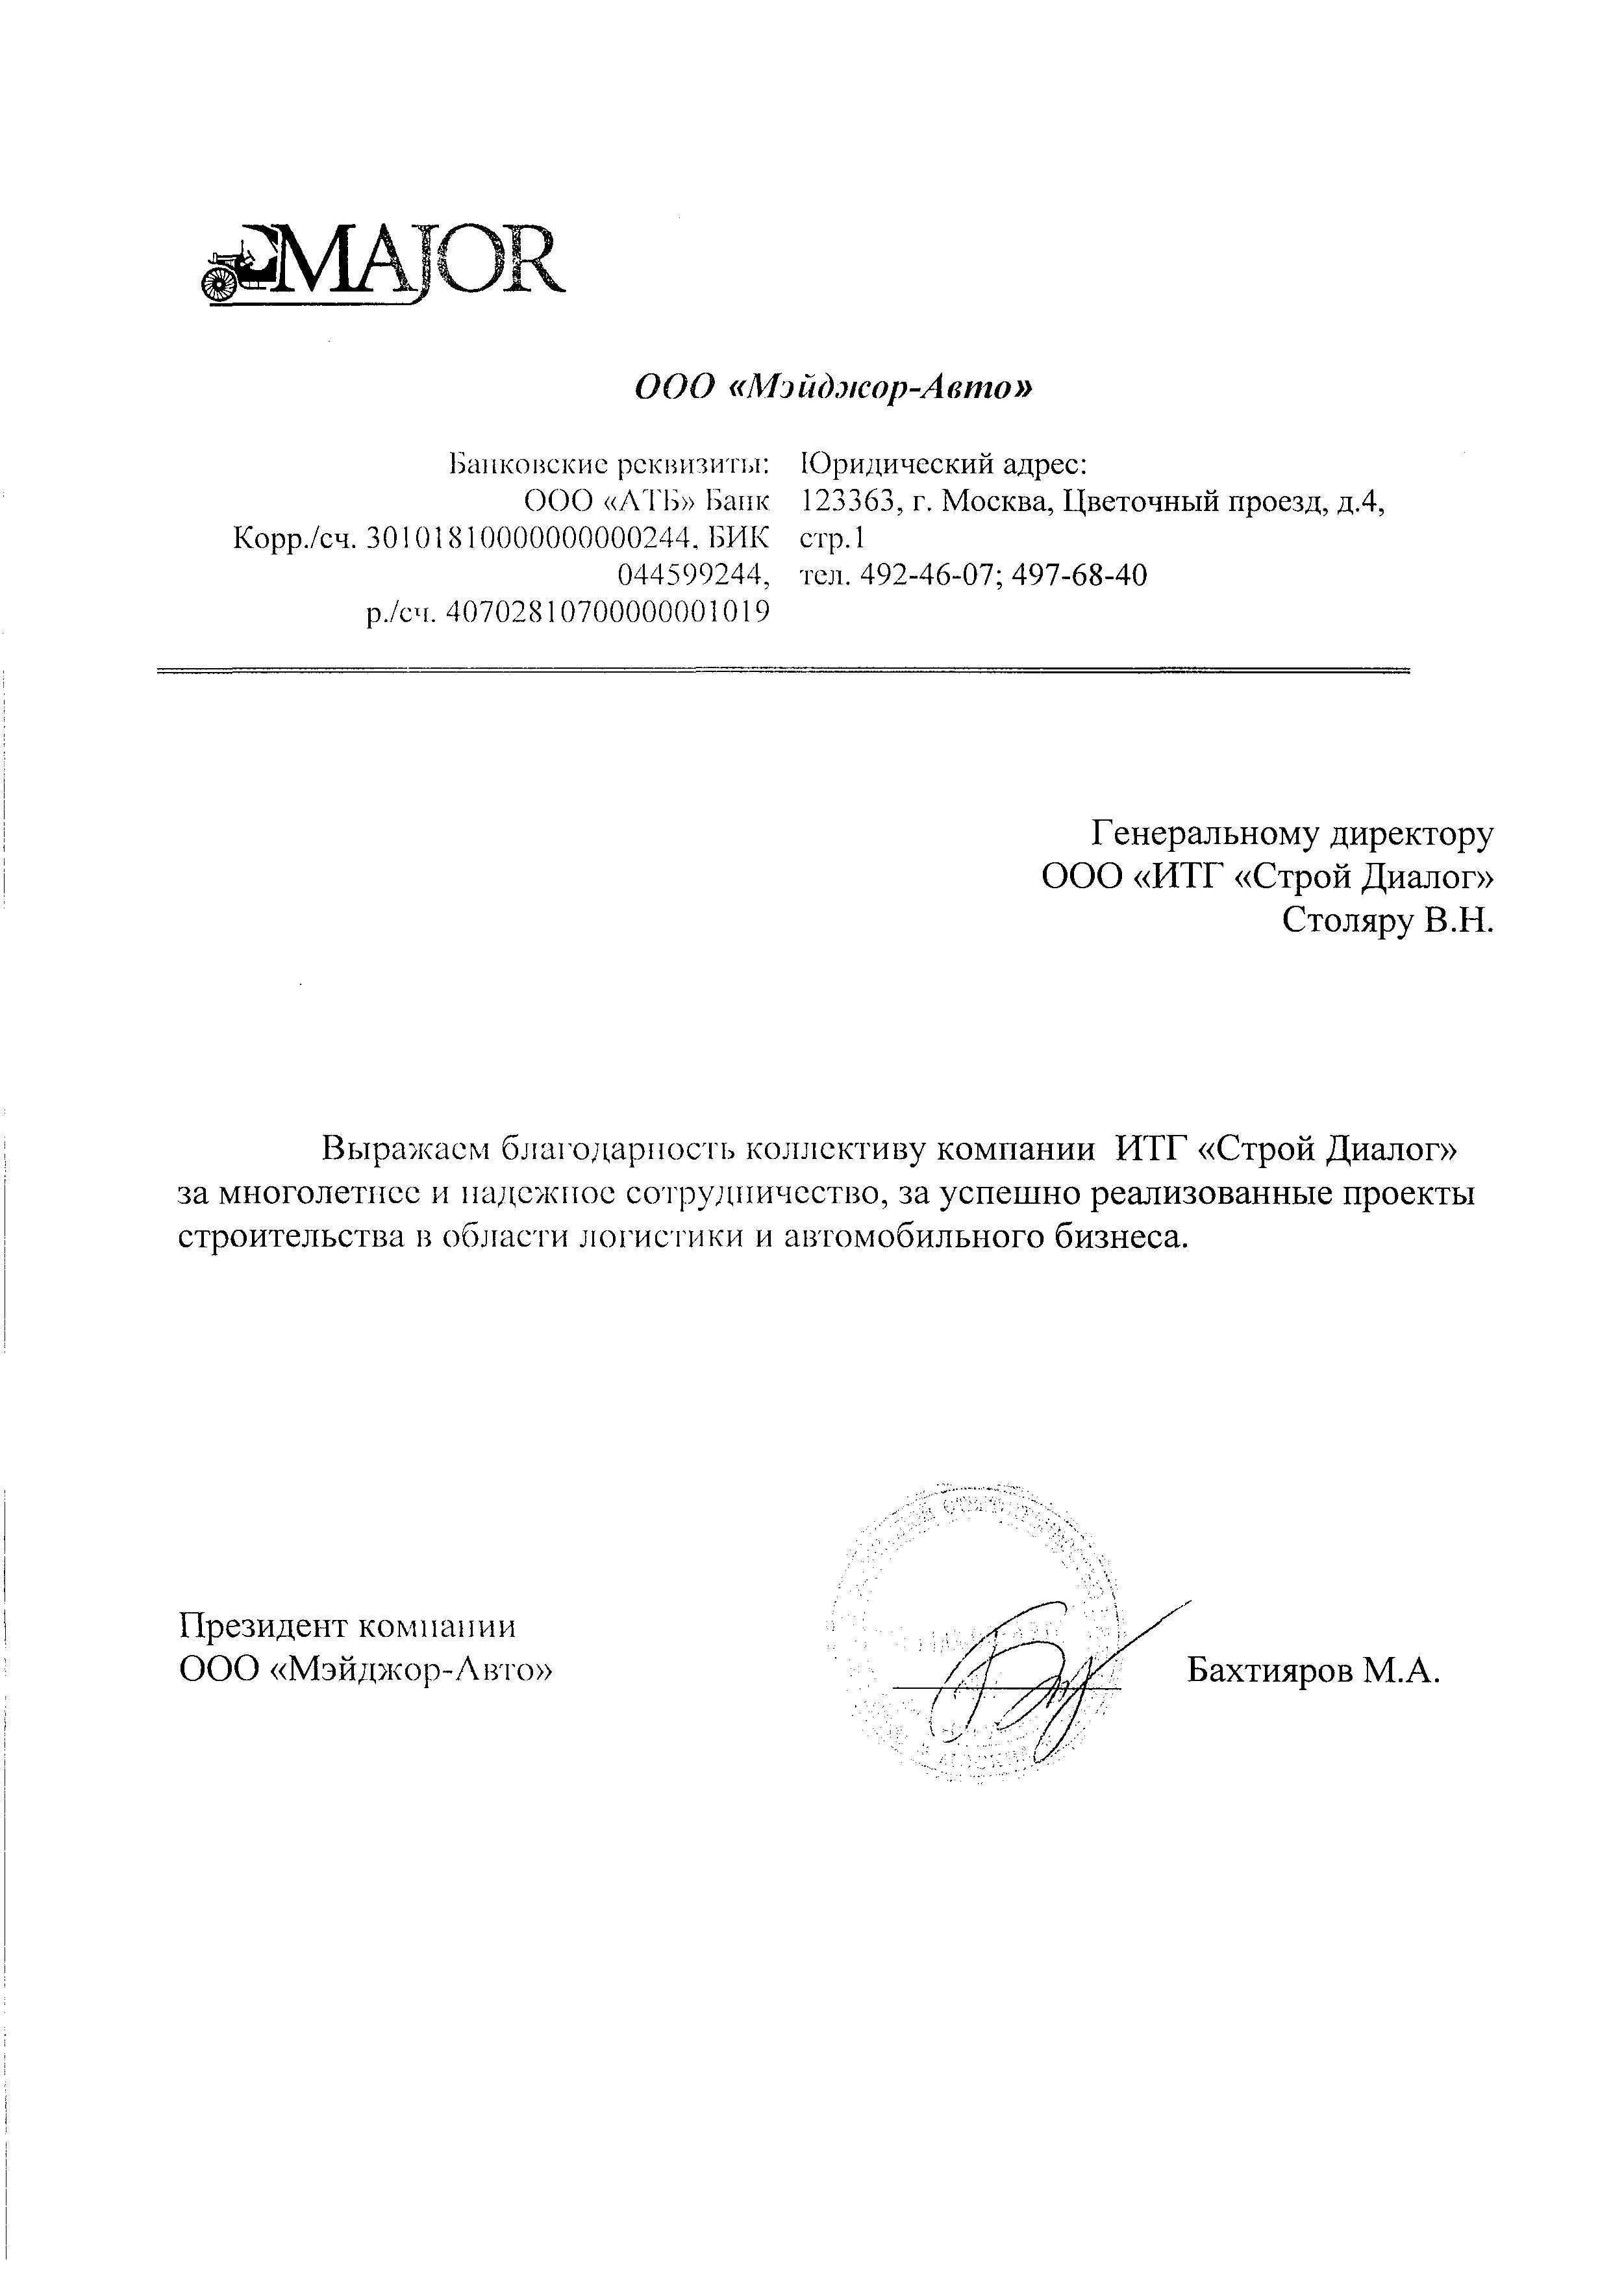 MAJOR
ООО «Мэйджор-Авто»
Банковские реквизиты:
ООО «АТБ» Банк
Корр./сч. 30101810000000000244, БИК
044599244,
р./сч. 40702810700000001019
Юридический адрес:
123363, г. Москва, Цветочный проезд, д.4,
стр.1
тел. 492-46-07; 497-68-40
Генеральному директору
ООО «ИТГ «Строй Диалог»
Столяру В.Н.
Выражаем благодарность коллективу компании ИТГ «Строй Диалог»
за многолетнее и надежное сотрудничество, за успешно реализованные проекты
строительства в области логистики и автомобильного бизнеса.
Президент компании
ООО «Мэйджор-Авто»
Бахтияров М.А.